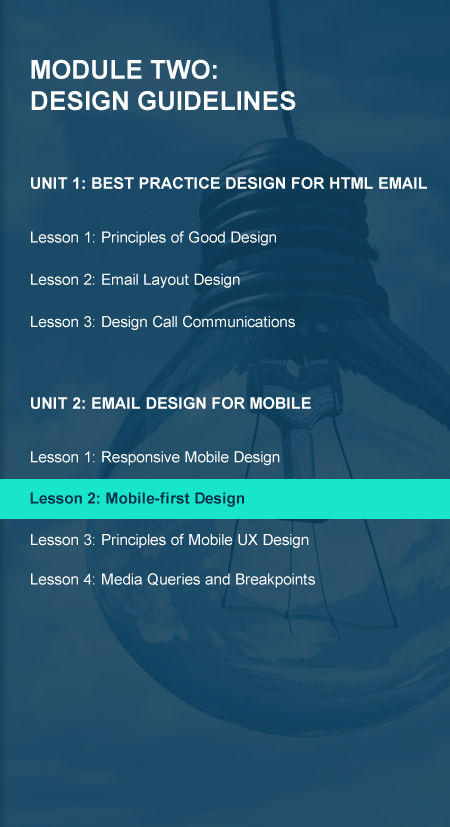 MODULE TWO:
DESIGN GUIDELINES
UNIT 1: BEST PRACTICE DESIGN FOR HTML EMAIL
Lesson 1: Principles of Good Design
Lesson 2: Email Layout Design
Lesson 3: Design Call Communications
UNIT 2: EMAIL DESIGN FOR MOBILE
Lesson 1: Responsive Mobile Design
Lesson 2: Mobile-first Design
Lesson 3: Principles of Mobile UX Design
Lesson 4: Media Queries and Breakpoints